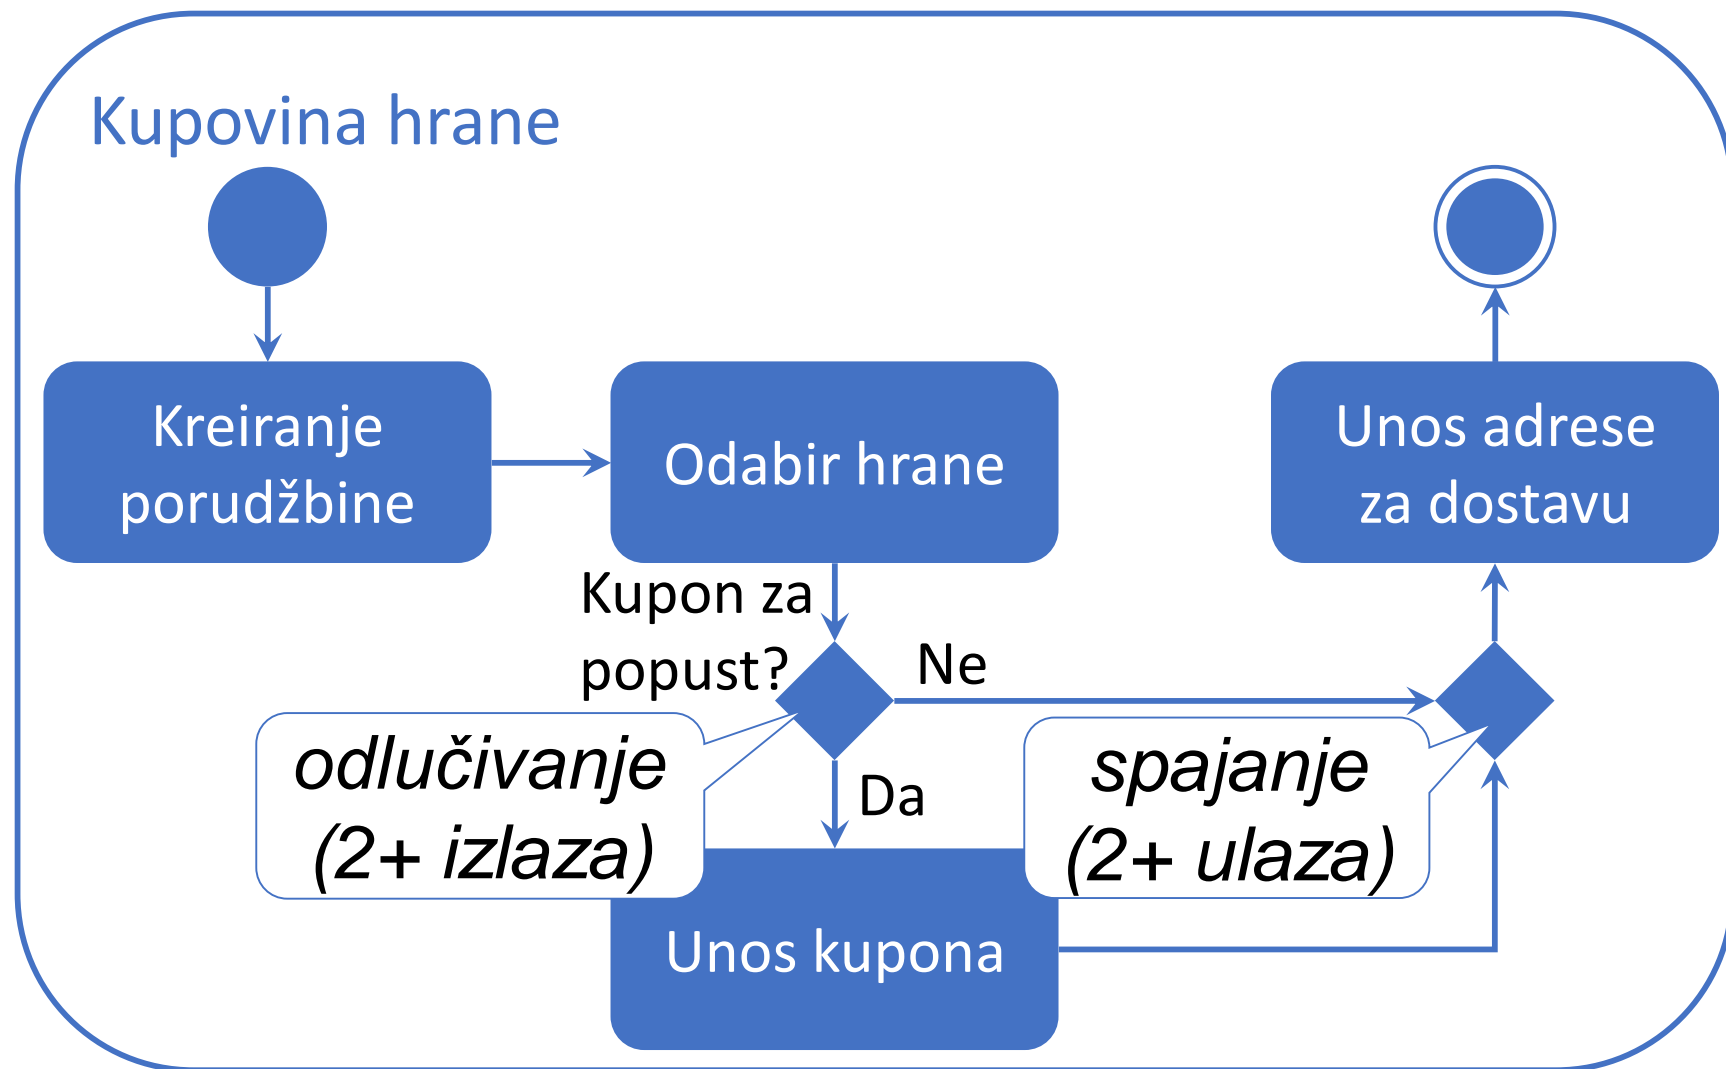 Kupovina hrane
Kreiranje
porudžbine
Odabir hrane
Unos adrese
za dostavu
Kupon za
popust?
Ne
Da
odlučivanje
(2+ izlaza)
spajanje
(2+ ulaza)
Unos kupona